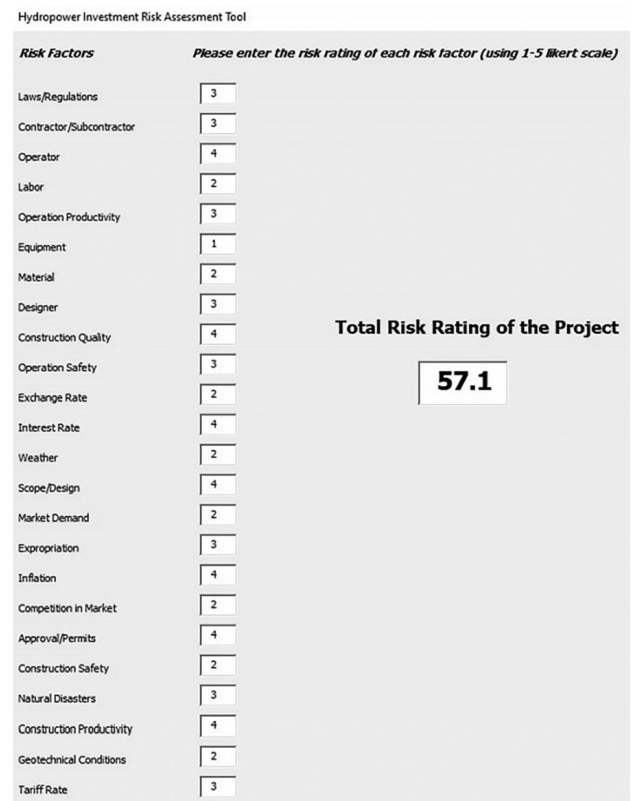 Hydropower Investment Risk Assessment Tool
Risk Factors Please enter the risk rating of each risk factor (using 1-5 likert scale)
Laws/Regulations 3
Contractor/Subcontractor 3
Operator 4
Labor 2
Operation Productivity 3
Equipment 1
Material 2
Designer 3
Total Risk Rating of the Project
Construction Quality 4
Operation Safety 3
57.1
Exchange Rate 2
Interest Rate 4
Weather 2
Scope/Design 4
Market Demand 2
Expropriation 3
Inflation 4
Competition in Market 2
Approval/Permits 4
Construction Safety 2
Natural Disasters 3
Construction Productivity 4
Geotechnical Conditions 2
Tariff Rate 3